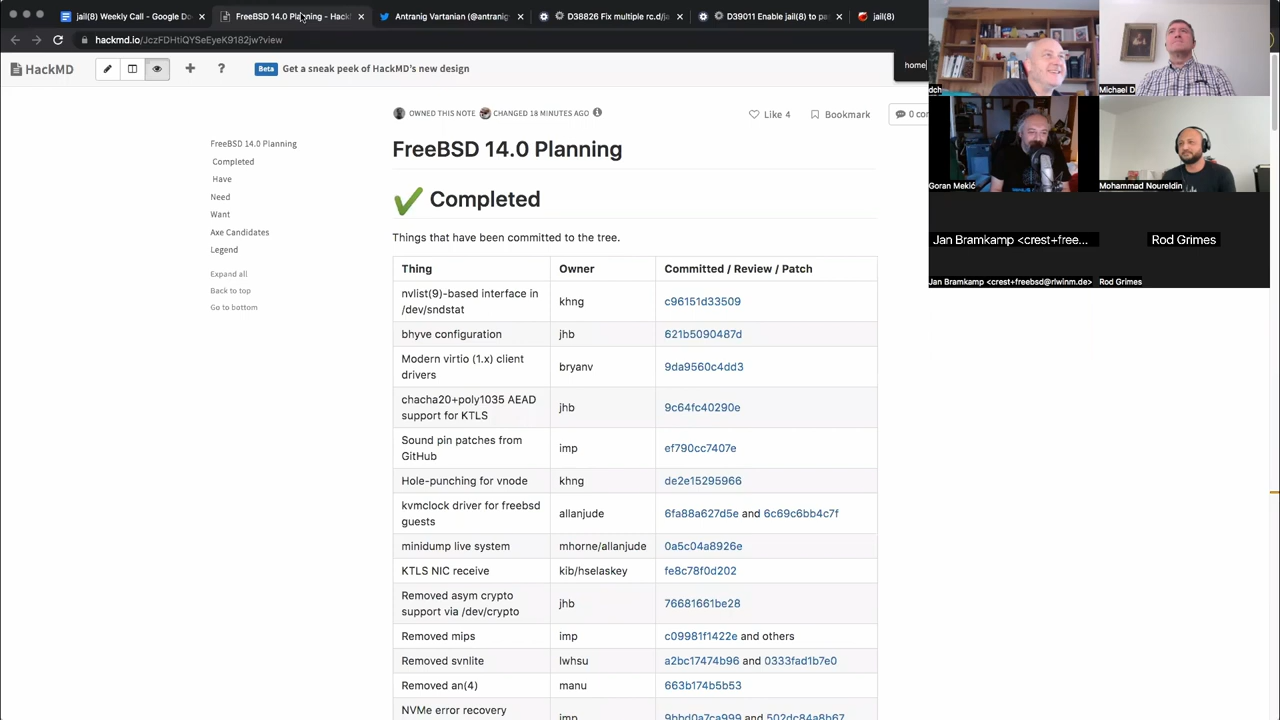 jail(8) Weekly Call - Google Do
FreeBSD 14.0 Planning - Hack
Antranig Vartanian (@antranig
D38826 Fix multiple rc.d/ja
D39011 Enable jail(8) to pa
jail(8)
hackmd.io/JczFDHtiQYSeEyeK9182jw?view
HackMD
Beta
Get a sneak peek of HackMD's new design
home
OWNED THIS NOTE
CHANGED 18 MINUTES AGO
Like 4
Bookmark
0 co
FreeBSD 14.0 Planning
Completed
Have
Need
Want
Axe Candidates
Legend
Expand all
Back to top
Go to bottom
FreeBSD 14.0 Planning
✔ Completed
Things that have been committed to the tree.
Thing Owner Committed / Review / Patch
nvlist(9)-based interface in
/dev/sndstat
khng
c96151d33509
bhyve configuration jhb 621b5090487d
Modern virtio (1.x) client
drivers
bryanv
9da9560c4dd3
chacha20+poly1035 AEAD
support for KTLS
jhb
9c64fc40290e
Sound pin patches from
GitHub
imp
ef790cc7407e
Hole-punching for vnode khng de2e15295966
kvmclock driver for freebsd
guests
allanjude
6fa88a627d5e and 6c69c6bb4c7f
minidump live system mhorne/allanjude 0a5c04a8926e
KTLS NIC receive kib/hselaskey fe8c78f0d202
Removed asym crypto
support via /dev/crypto
jhb
76681661be28
Removed mips imp c09981f1422e and others
Removed svnlite lwhsu a2bc17474b96 and 0333fad1b7e0
Removed an(4) manu 663b174b5b53
NVMe error recovery
imp
9hbd0a7ca999 and 502dc84a8b67
dch
Michael D
Goran Mekić
Mohammad Noureldin
Jan Bramkamp <crest+free...
Rod Grimes
Jan Bramkamp <crest+freebsd@rlwinm.de>
Rod Grimes